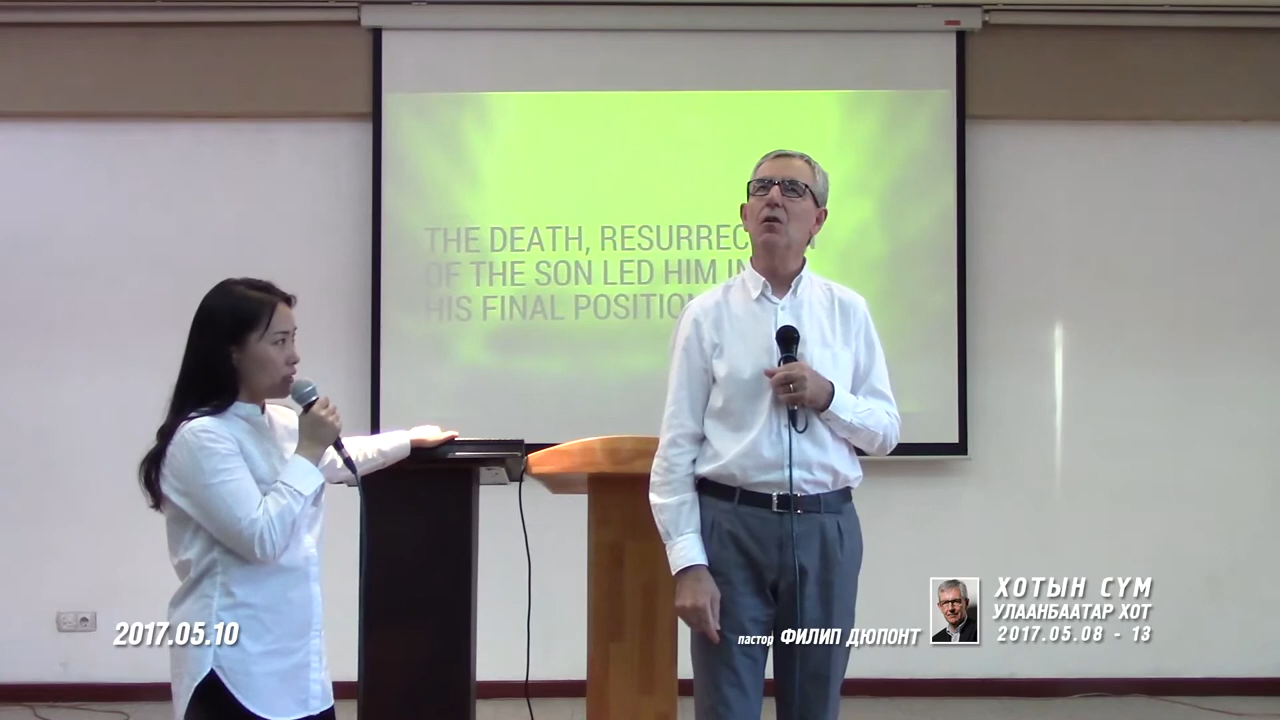 THE DEATH, RESURREC
OF THE SON LED HIM IN
HIS FINAL POSITION
2017.05.10
пастор ФИЛИП ДЮПОНТ
ХОТЫН СҮМ
УЛААНБААТАР ХОТ
2017.05.08 - 13